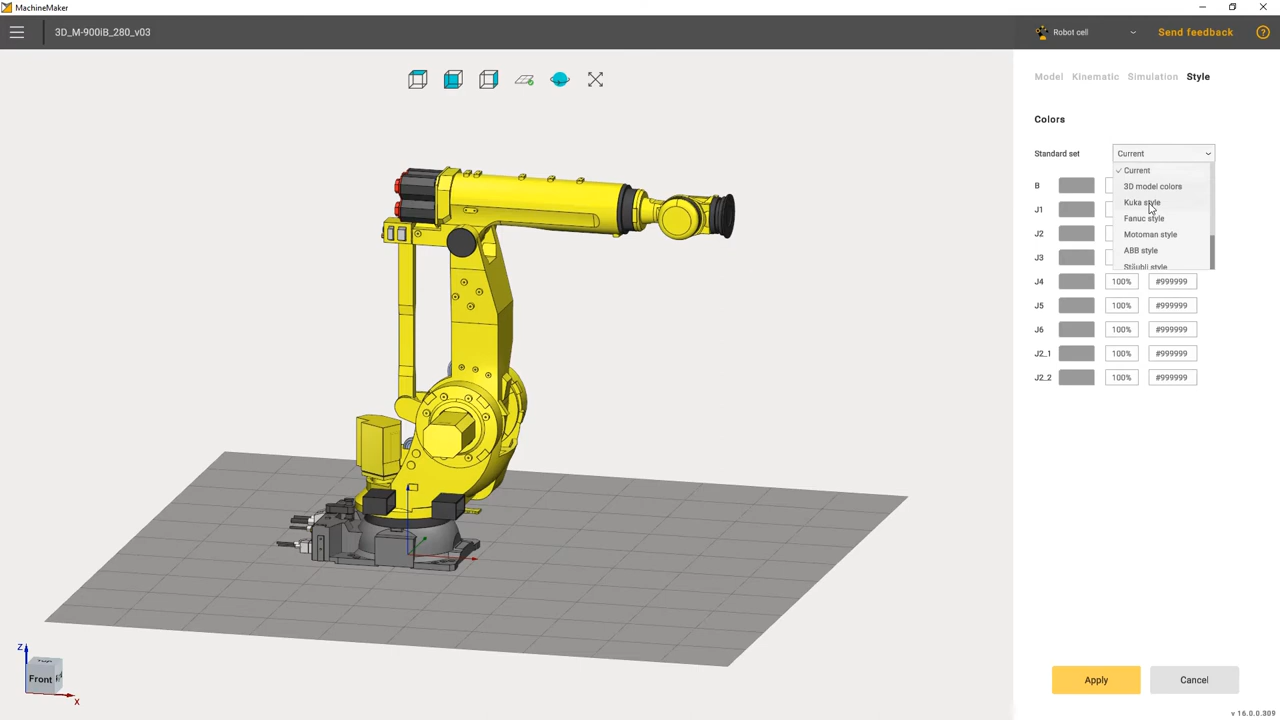 MachineMaker
3D_M-900iB_280_v03
Robot cell
Send feedback
?
Model Kinematic Simulation Style
Colors
Standard set Current
Current
3D model colors
Kuka style
Fanuc style
Motoman style
ABB style
Stäubli style
B
J1
J2
J3
J4 100% #999999
J5 100% #999999
J6 100% #999999
J2_1 100% #999999
J2_2 100% #999999
Z
Front
X
Apply Cancel
v 16.0.0.309